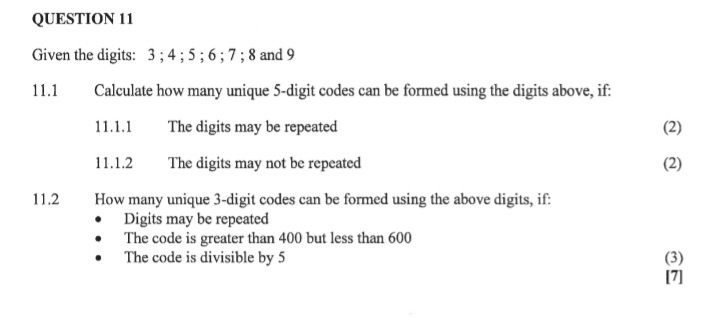 QUESTION 11
Given the digits: 3 ; 4 ; 5 ; 6 ; 7 ; 8 and 9
11.1 Calculate how many unique 5-digit codes can be formed using the digits above, if:
11.1.1 The digits may be repeated (2)
11.1.2 The digits may not be repeated (2)
11.2 How many unique 3-digit codes can be formed using the above digits, if:
• Digits may be repeated
• The code is greater than 400 but less than 600
• The code is divisible by 5 (3)
[7]